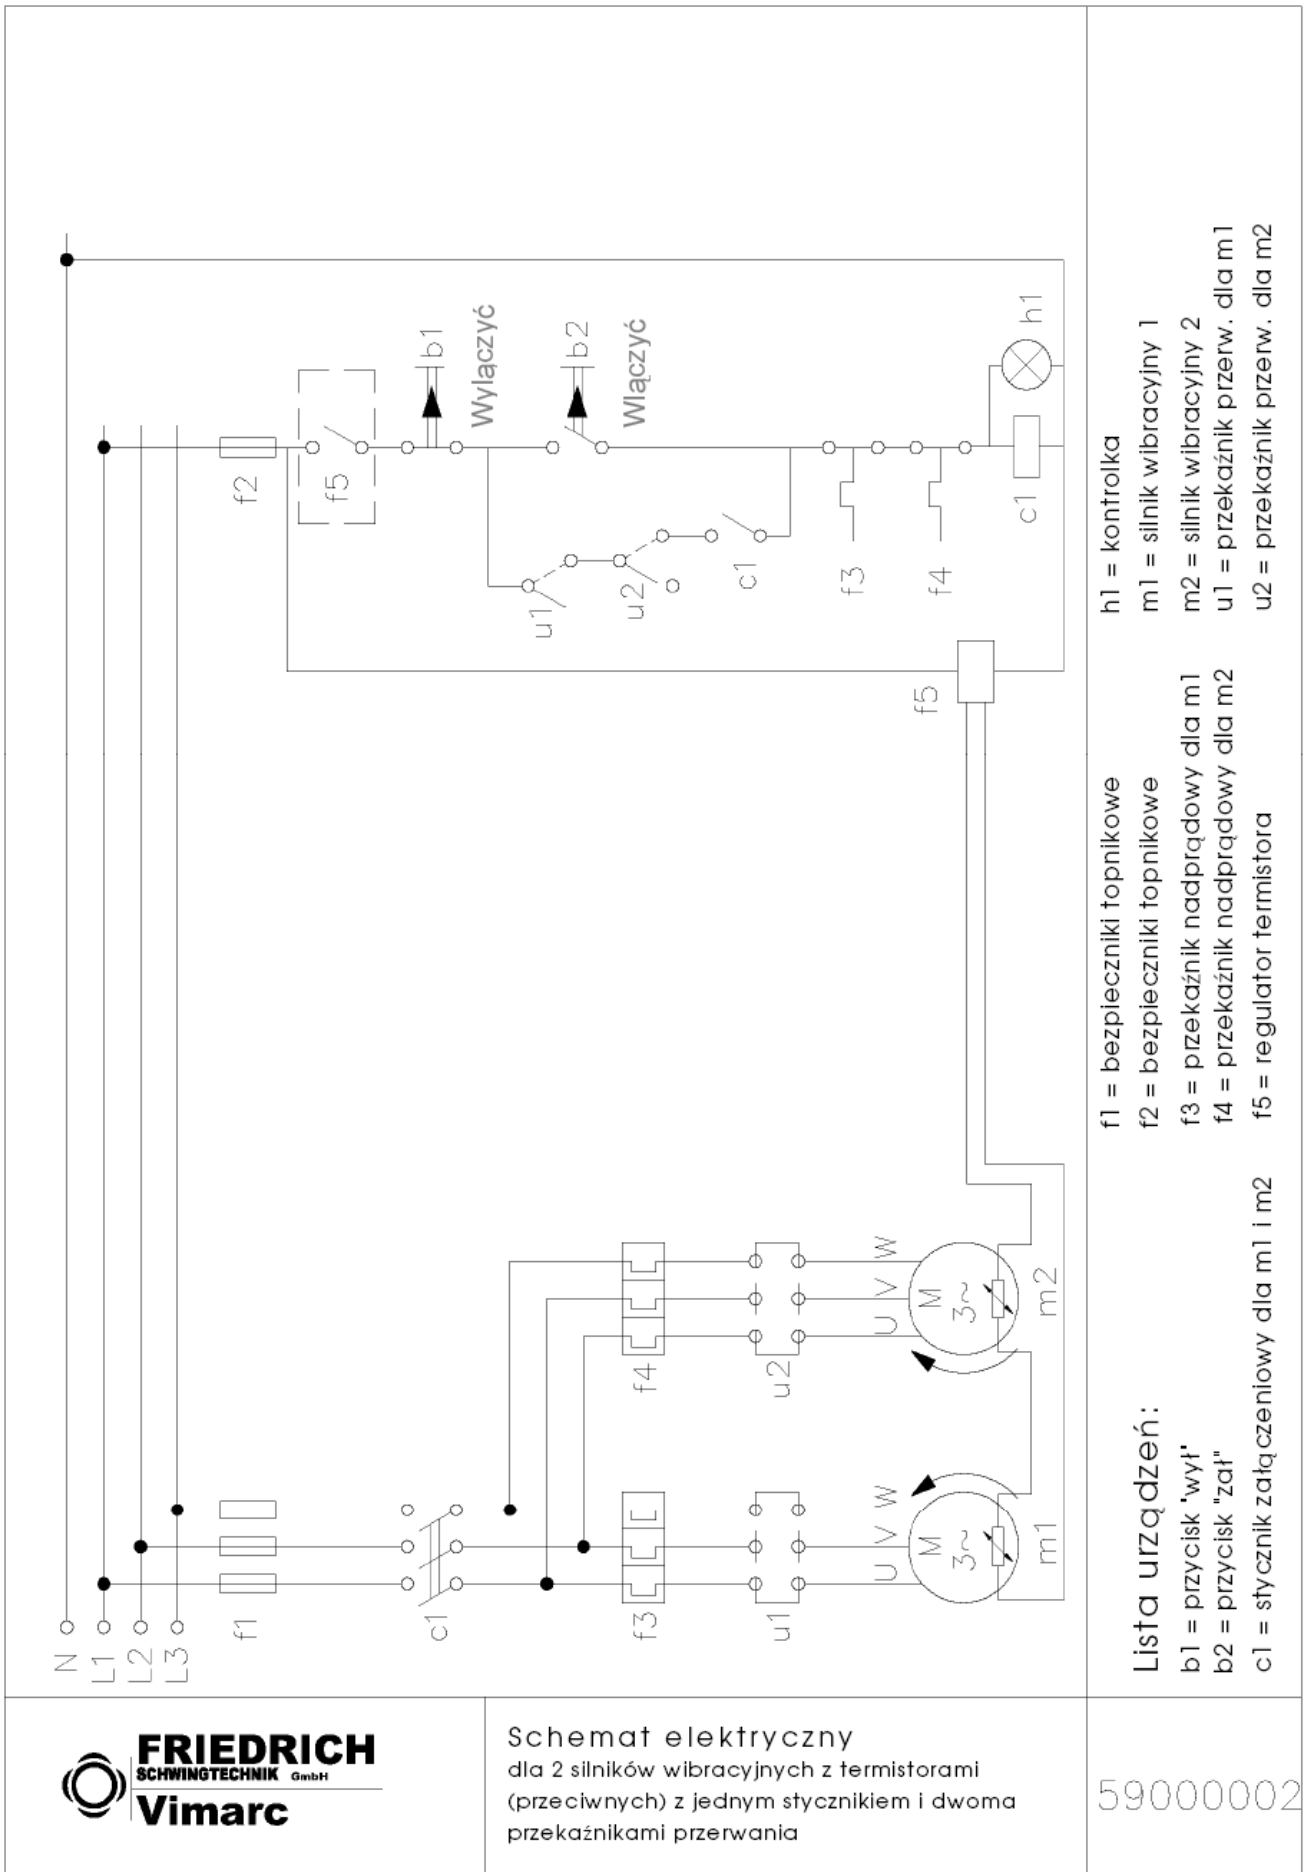 N
L1
L2
L3
f1
c1
f3
u1
m1
U V W
M
3~
f4
u2
m2
U V W
M
3~
f2
f5
b1
Wyłączyć
b2
Włączyć
u1
u2
c1
f3
f4
f5
c1
h1
Lista urządzeń:
b1 = przycisk "wył"
b2 = przycisk "zał"
c1 = stycznik załączeniowy dla m1 i m2
f1 = bezpieczniki topnikowe
f2 = bezpieczniki topnikowe
f3 = przekaźnik nadprądowy dla m1
f4 = przekaźnik nadprądowy dla m2
f5 = regulator termistora
h1 = kontrolka
m1 = silnik wibracyjny 1
m2 = silnik wibracyjny 2
u1 = przekaźnik przerw. dla m1
u2 = przekaźnik przerw. dla m2
FRIEDRICH
SCHWINGTECHNIK GmbH
Vimarc
Schemat elektryczny
dla 2 silników wibracyjnych z termistorami
(przeciwnych) z jednym stycznikiem i dwoma
przekaźnikami przerwania
59000002